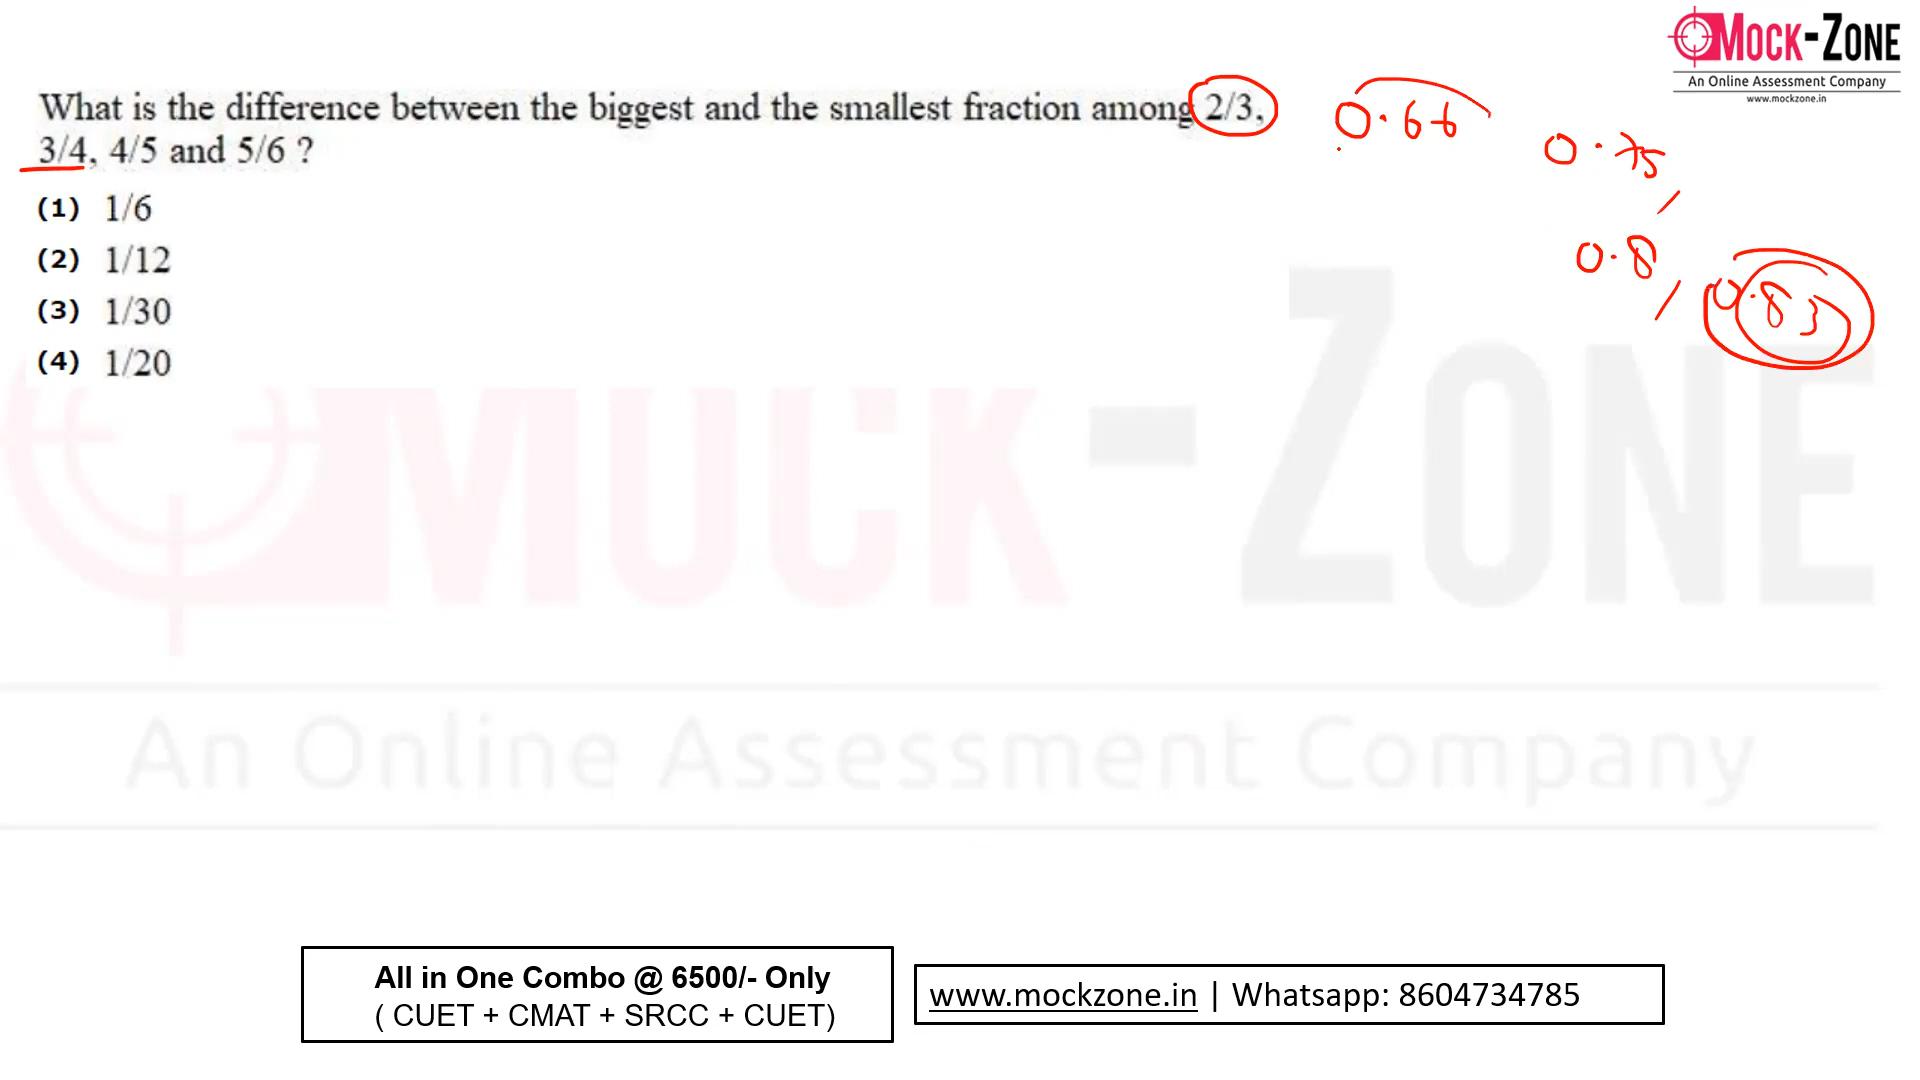 MOCK-ZONE
An Online Assessment Company
www.mockzone.in
What is the difference between the biggest and the smallest fraction among 2/3,
3/4, 4/5 and 5/6 ?
0.66
0.75,
0.8,
0.83
(1) 1/6
(2) 1/12
(3) 1/30
(4) 1/20
MOCK-ZONE
An Online Assessment Company
All in One Combo @ 6500/- Only
( CUET + CMAT + SRCC + CUET)
www.mockzone.in | Whatsapp: 8604734785